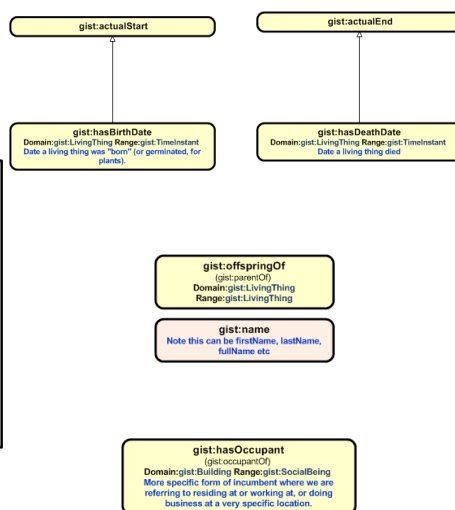 gist:actualStart
gist:actualEnd
gist:hasBirthDate
Domain:gist:LivingThing Range:gist:TimeInstant
Date a living thing was "born" (or germinated, for
plants).
gist:hasDeathDate
Domain:gist:LivingThing Range:gist:TimeInstant
Date a living thing died
gist:offspringOf
(gist:parentOf)
Domain:gist:LivingThing
Range:gist:LivingThing
gist:name
Note this can be firstName, lastName,
fullName etc
gist:hasOccupant
(gist:occupantOf)
Domain:gist:Building Range:gist:SocialBeing
More specific form of incumbent where we are
referring to residing at or working at, or doing
business at a very specific location.